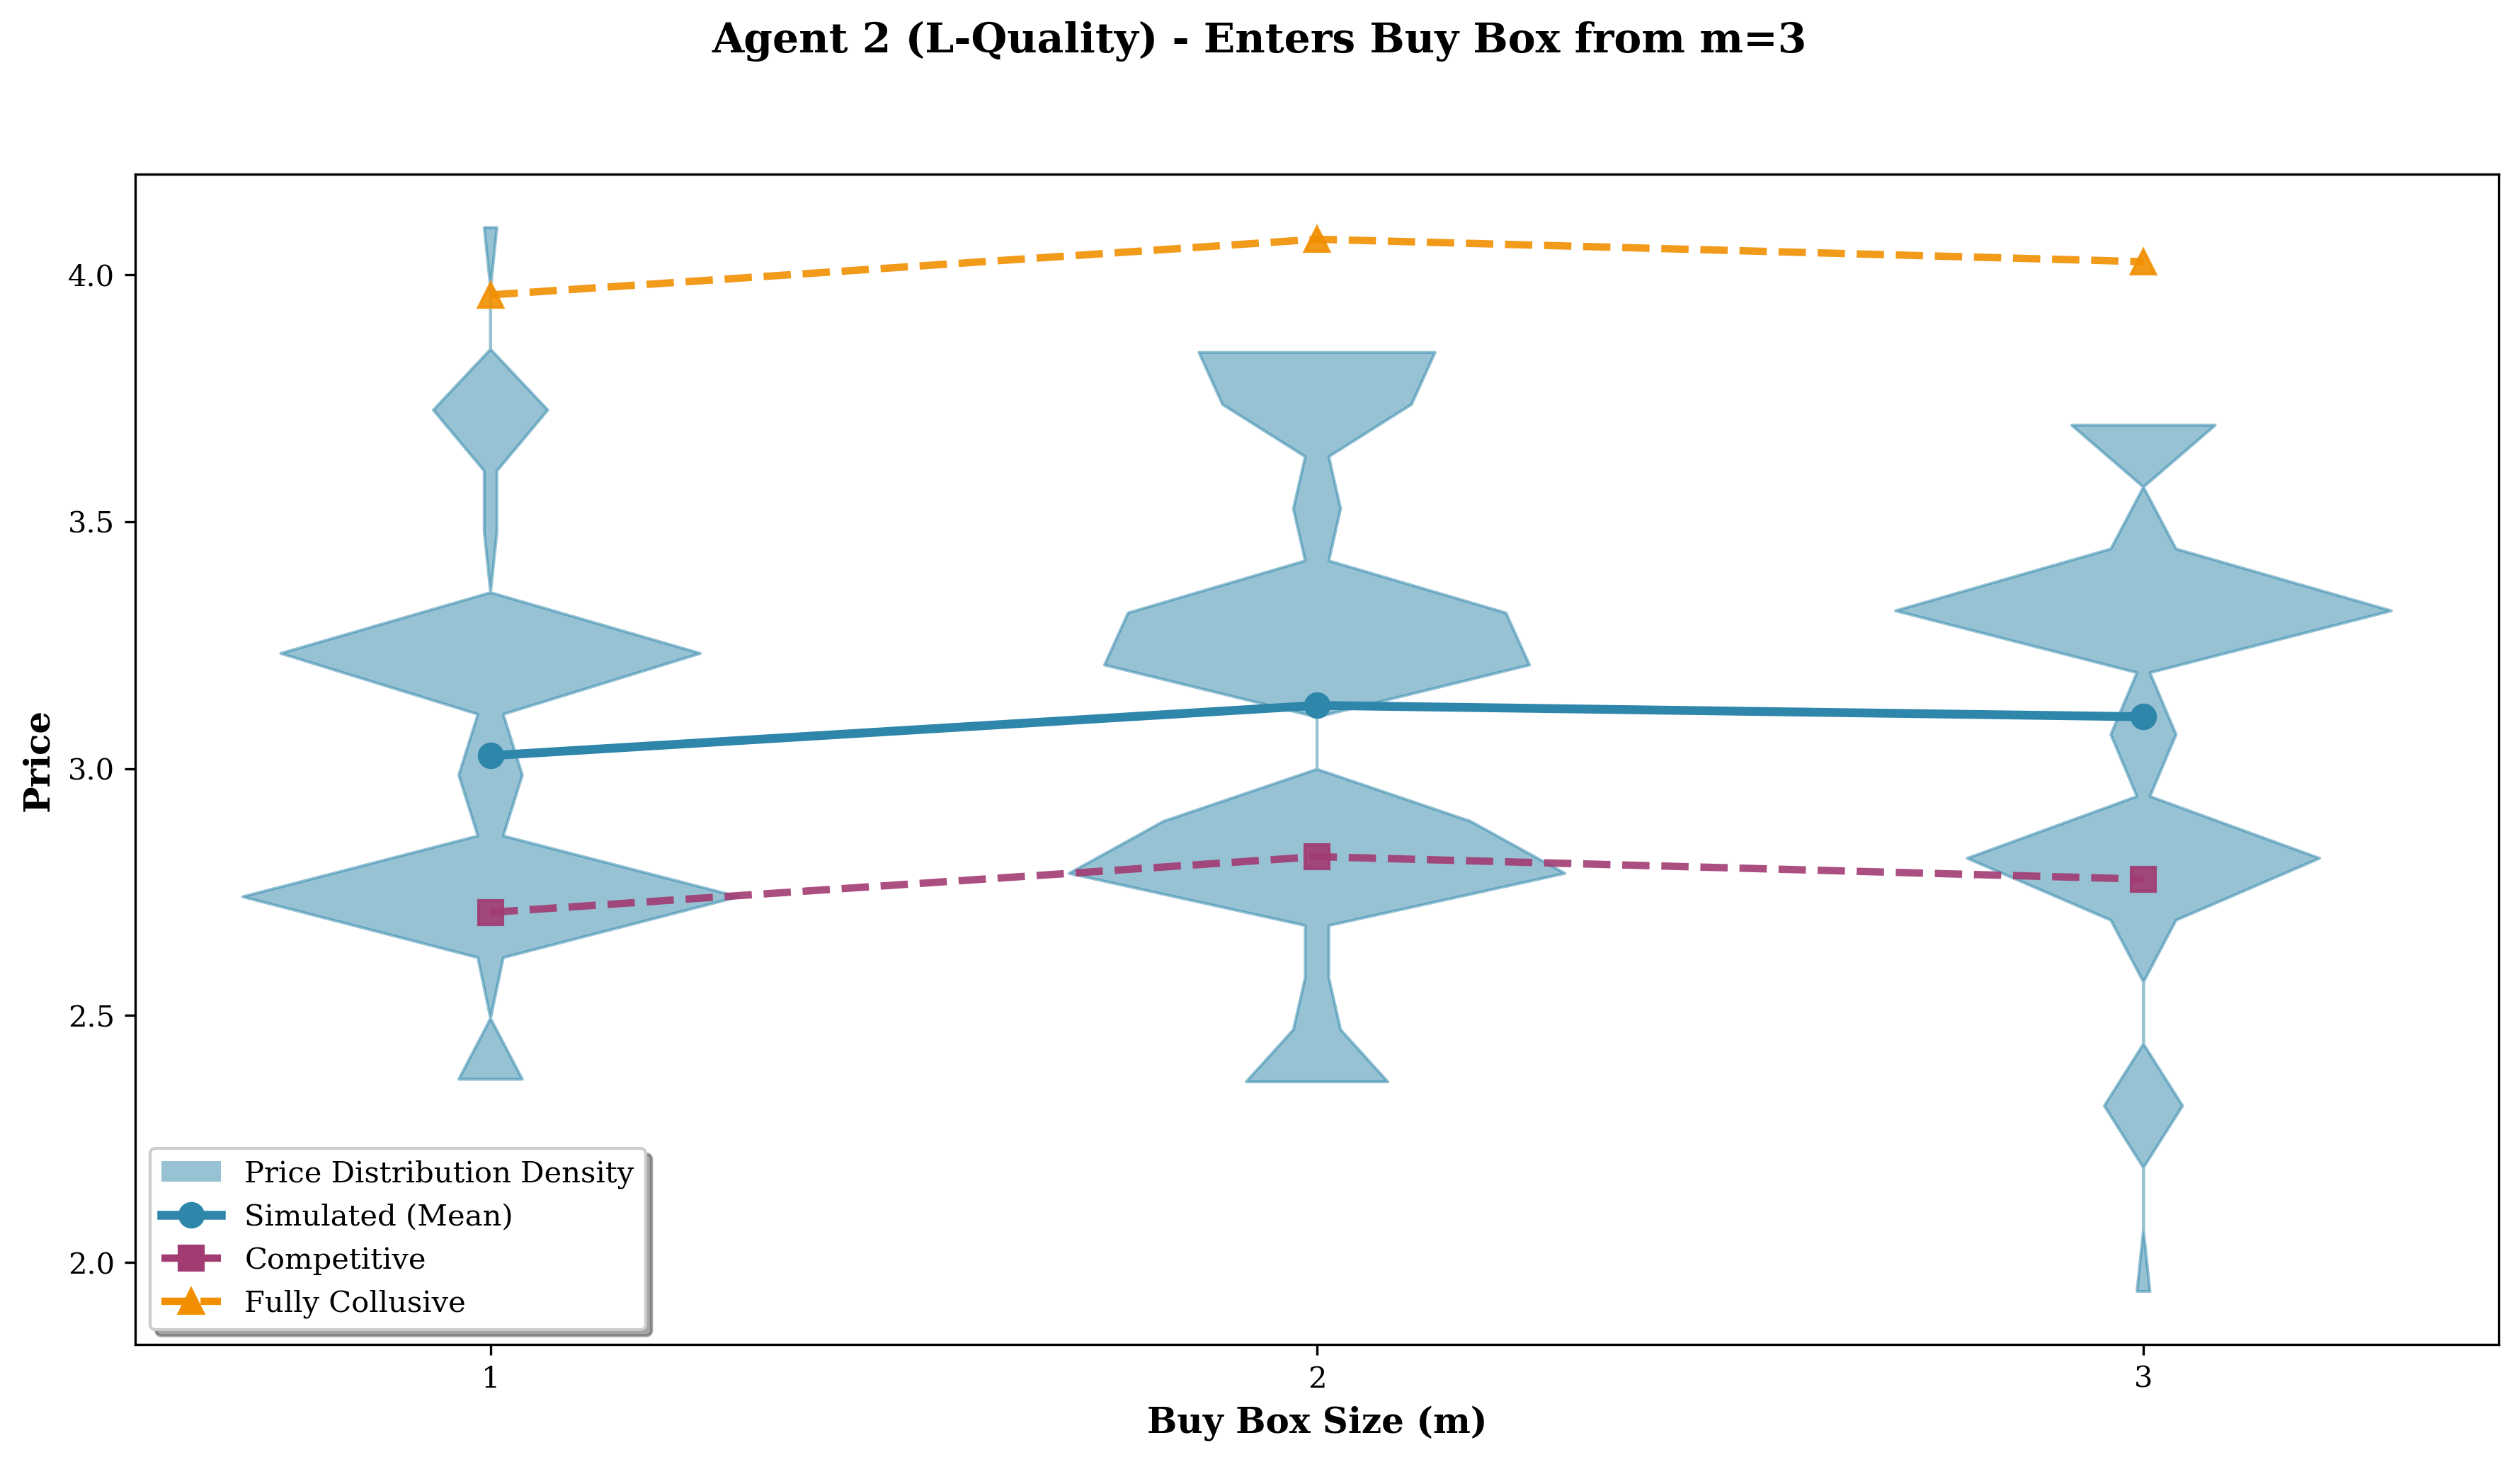 Agent 2 (L-Quality) - Enters Buy Box from m=3
Price
4.0
3.5
3.0
2.5
2.0
Price Distribution Density
Simulated (Mean)
Competitive
Fully Collusive
1
2
3
Buy Box Size (m)